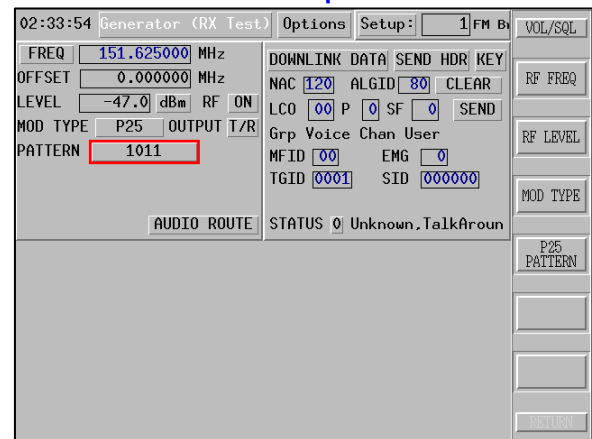 02:33:54 Generator (RX Test) Options Setup: 1 FM
FREQ 151.625000 MHz
OFFSET 0.000000 MHz
LEVEL -47.0 dBm RF ON
MOD TYPE P25 OUTPUT T/R
PATTERN 1011
AUDIO ROUTE
DOWNLINK DATA SEND HDR KEY
NAC 120 ALGID 80 CLEAR
LCO 00 P 0 SF 0 SEND
Grp Voice Chan User
MFID 00 EMG 0
TGID 0001 SID 000000
STATUS 0 Unknown,TalkAroun
VOL/SQL
RF FREQ
RF LEVEL
MOD TYPE
P25
PATTERN
RETURN